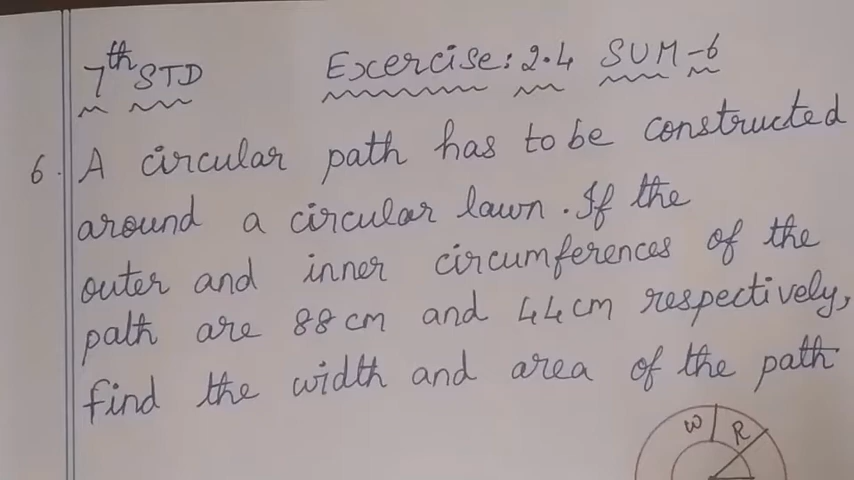 7th STD Excercise: 2.4 SUM-6
6. A circular path has to be constructed
around a circular lawn. If the
outer and inner circumferences of the
path are 88 cm and 44 cm respectively,
find the width and area of the path
W R